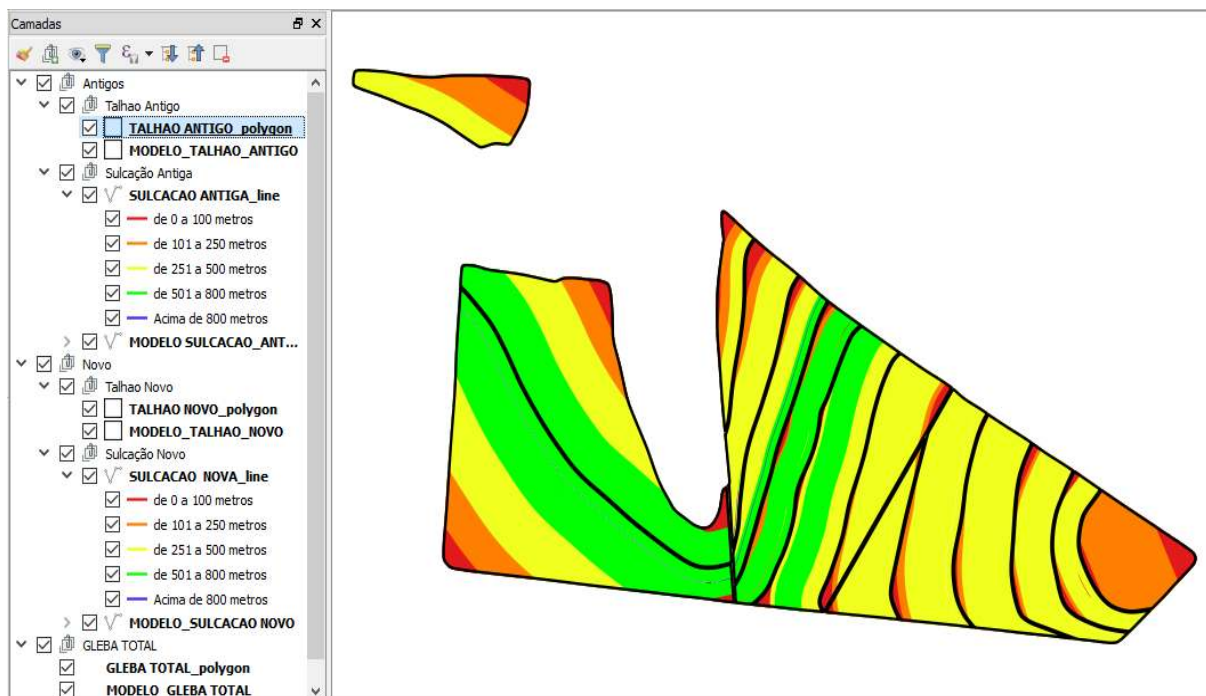 Camadas
Antigos
Talhao Antigo
TALHAO ANTIGO_polygon
MODELO_TALHAO_ANTIGO
Sulcação Antiga
SULCACAO ANTIGA_line
de 0 a 100 metros
de 101 a 250 metros
de 251 a 500 metros
de 501 a 800 metros
Acima de 800 metros
MODELO SULCACAO_ANT...
Novo
Talhao Novo
TALHAO NOVO_polygon
MODELO_TALHAO_NOVO
Sulcação Novo
SULCACAO NOVA_line
de 0 a 100 metros
de 101 a 250 metros
de 251 a 500 metros
de 501 a 800 metros
Acima de 800 metros
MODELO_SULCACAO NOVO
GLEBA TOTAL
GLEBA TOTAL_polygon
MODELO_GLEBA TOTAL